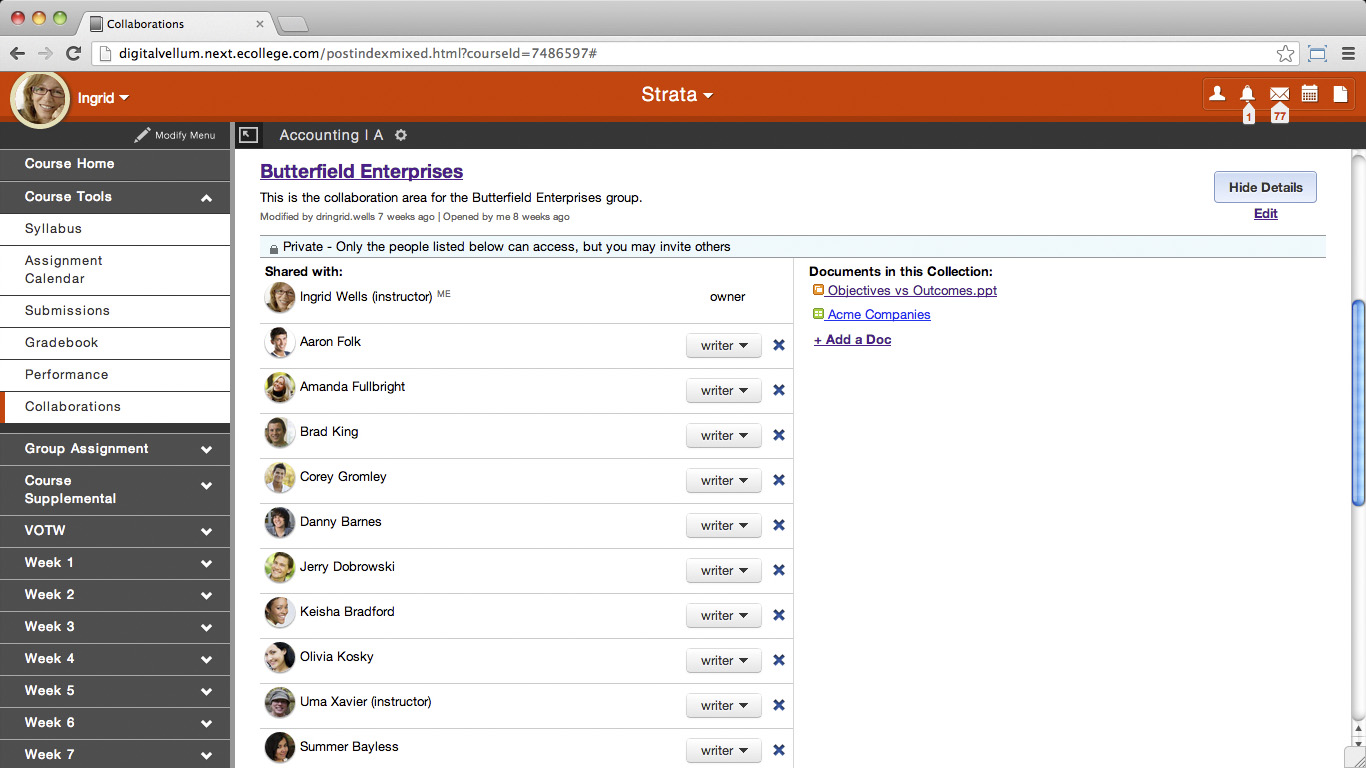 Collaborations
digitalvellum.next.ecollege.com/postindexmixed.html?courseId=7486597#
Ingrid
Strata
1
77
Modify Menu
Accounting I A
Course Home
Course Tools
Syllabus
Assignment
Calendar
Submissions
Gradebook
Performance
Collaborations
Group Assignment
Course
Supplemental
VOTW
Week 1
Week 2
Week 3
Week 4
Week 5
Week 6
Week 7
Butterfield Enterprises
This is the collaboration area for the Butterfield Enterprises group.
Modified by dringrid.wells 7 weeks ago | Opened by me 8 weeks ago
Hide Details
Edit
Private - Only the people listed below can access, but you may invite others
Shared with:
Ingrid Wells (instructor) ME owner
Aaron Folk writer
Amanda Fullbright writer
Brad King writer
Corey Gromley writer
Danny Barnes writer
Jerry Dobrowski writer
Keisha Bradford writer
Olivia Kosky writer
Uma Xavier (instructor) writer
Summer Bayless writer
Documents in this Collection:
Objectives vs Outcomes.ppt
Acme Companies
+ Add a Doc